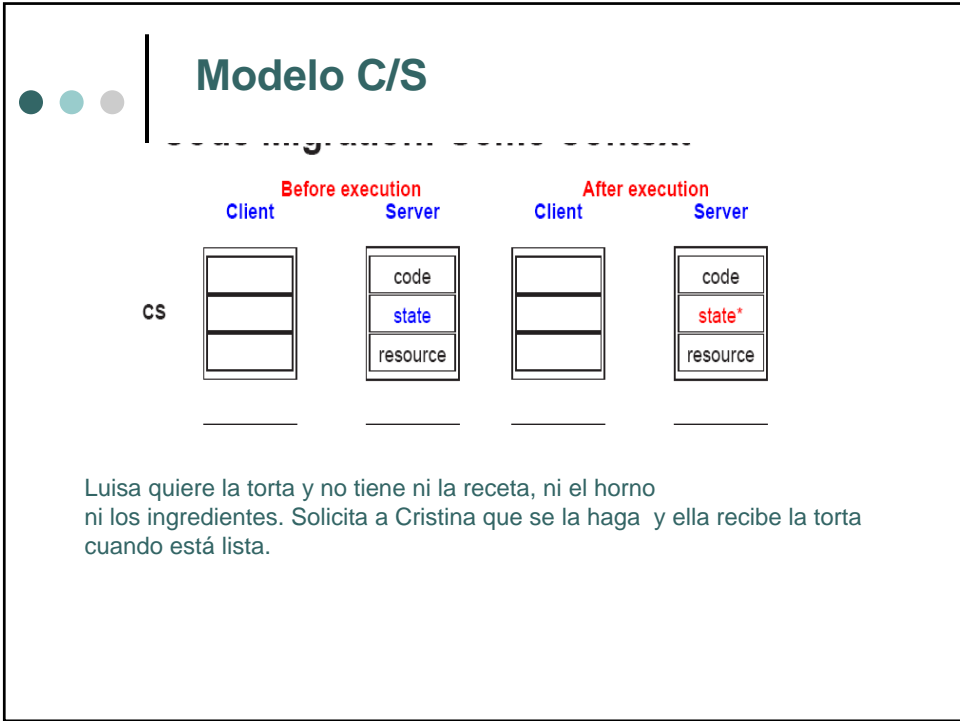 Modelo C/S
Before execution After execution
Client Server Client Server
code code
CS state state*
resource resource
Luisa quiere la torta y no tiene ni la receta, ni el horno
ni los ingredientes. Solicita a Cristina que se la haga y ella recibe la torta
cuando está lista.